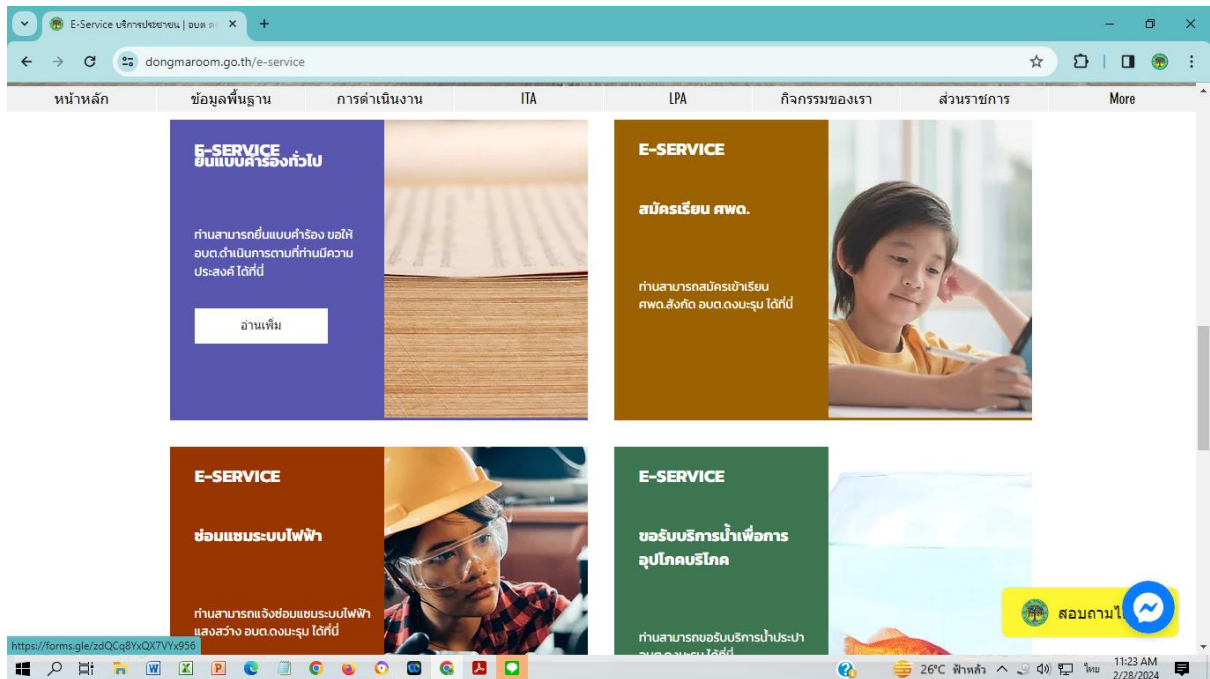 E-Service บริการประชาชน | อบต
dongmaroom.go.th/e-service
หน้าหลัก ข้อมูลพื้นฐาน การดำเนินงาน ITA LPA กิจกรรมของเรา ส่วนราชการ More
E-SERVICE
ยื่นแบบคำร้องทั่วไป
ท่านสามารถยื่นแบบคำร้อง ขอให้
อบต.ดำเนินการตามที่ท่านมีความ
ประสงค์ ได้ที่นี่
อ่านเพิ่ม
E-SERVICE
สมัครเรียน ศพด.
ท่านสามารถสมัครเข้าเรียน
ศพด.สังกัด อบต.ดงมะรุม ได้ที่นี่
E-SERVICE
ซ่อมแซมระบบไฟฟ้า
ท่านสามารถแจ้งซ่อมแซมระบบไฟฟ้า
แสงสว่าง อบต.ดงมะรุม ได้ที่นี่
E-SERVICE
ขอรับบริการน้ำเพื่อการ
อุปโภคบริโภค
ท่านสามารถขอรับบริการน้ำประปา
อบต.ดงมะรุม ได้ที่นี่
สอบถามไ
https://forms.gle/zdQCq8YxQX7VYx956
26°C ฟ้าหลัว ไทย 11:23 AM
2/28/2024